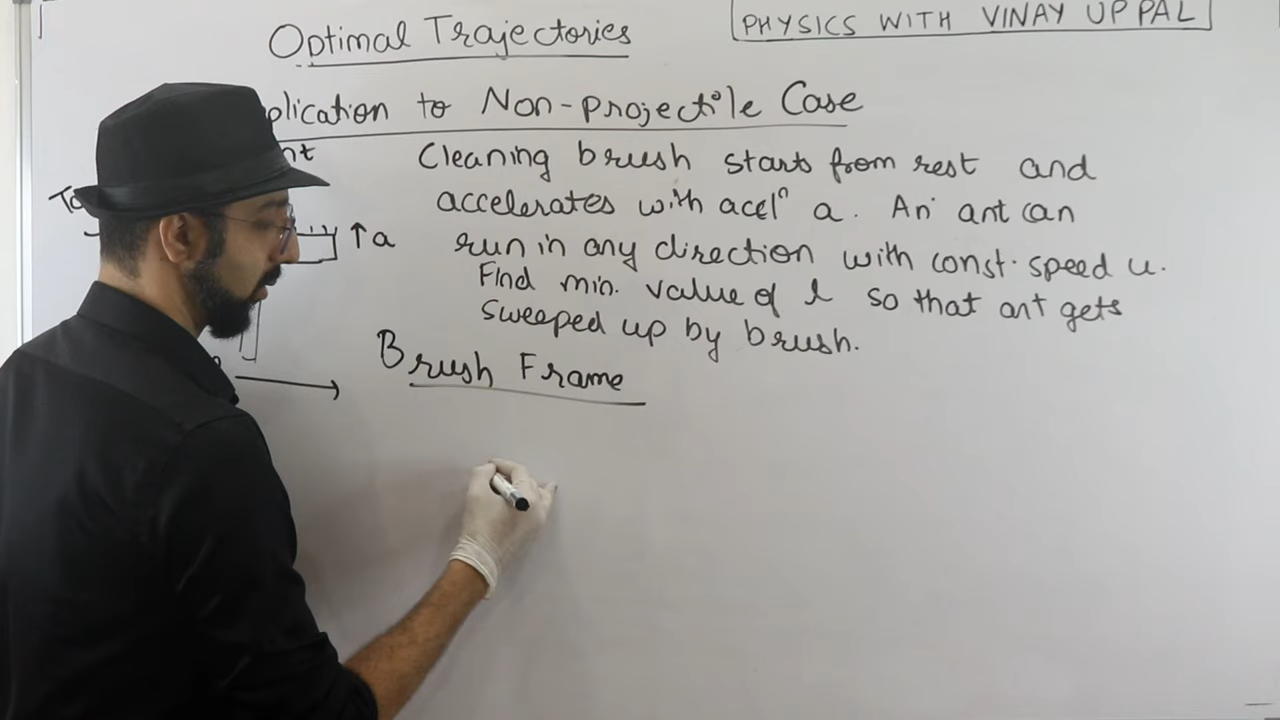 Optimal Trajectories
PHYSICS WITH VINAY UPPAL
plication to Non-projectile Case
nt
Cleaning brush starts from rest and
accelerates with accelⁿ a. An ant can
↑a
run in any direction with const. speed u.
Find min. value of l so that ant gets
sweeped up by brush.
Brush Frame